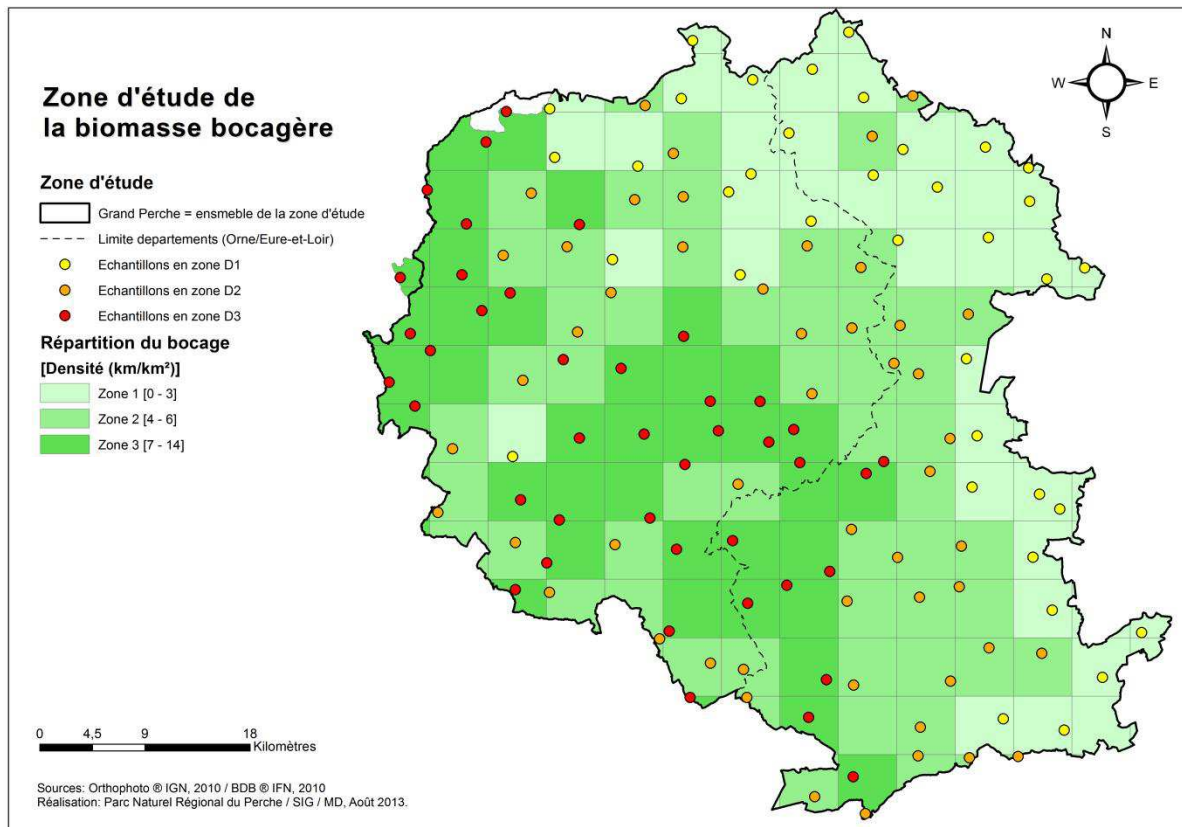 Zone d'étude de
la biomasse bocagère
Zone d'étude
Grand Perche = ensmeble de la zone d'étude
Limite departements (Orne/Eure-et-Loir)
Echantillons en zone D1
Echantillons en zone D2
Echantillons en zone D3
Répartition du bocage
[Densité (km/km²)]
Zone 1 [0 - 3]
Zone 2 [4 - 6]
Zone 3 [7 - 14]
N
W E
S
0 4,5 9 18
Kilomètres
Sources: Orthophoto ® IGN, 2010 / BDB ® IFN, 2010
Réalisation: Parc Naturel Régional du Perche / SIG / MD, Août 2013.